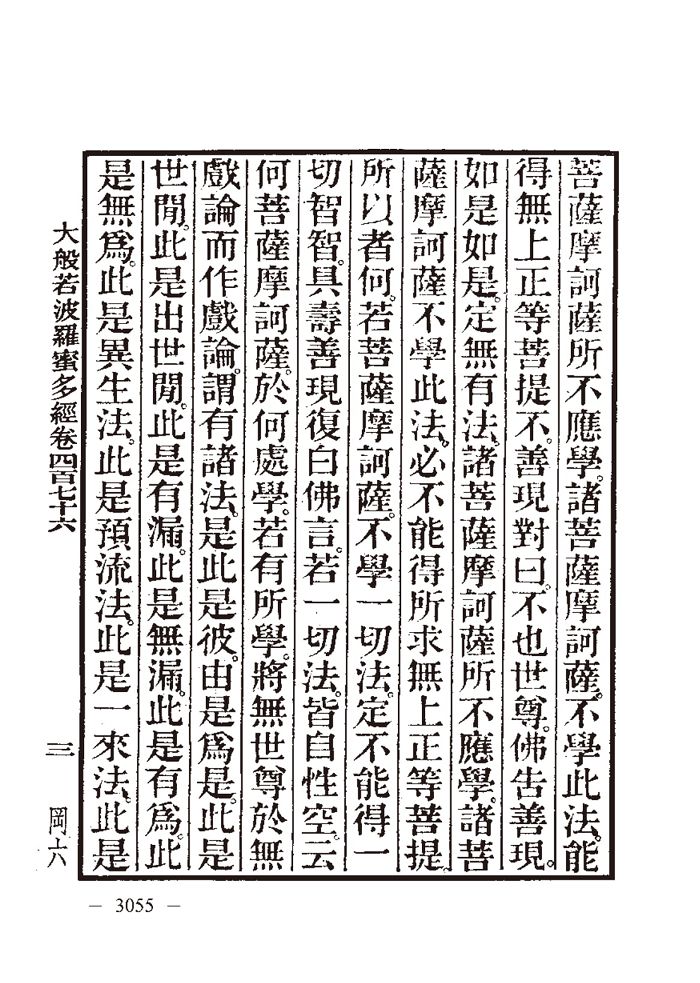 菩薩摩訶薩所不應學。諸菩薩摩訶薩。不學此法。能
得無上正等菩提不。善現對曰。不也世尊。佛告善現。
如是如是。定無有法。諸菩薩摩訶薩所不應學。諸菩
薩摩訶薩不學此法。必不能得所求無上正等菩提。
所以者何。若菩薩摩訶薩。不學一切法。定不能得一
切智智。具壽善現復白佛言。若一切法。皆自性空。云
何菩薩摩訶薩。於何處學。若有所學。將無世尊於無
戲論而作戲論。謂有諸法。是此是彼。由是爲是。此是
世閒。此是出世閒。此是有漏。此是無漏。此是有爲。此
是無爲。此是異生法。此是預流法。此是一來法。此是
大般若波羅蜜多經卷四百七十六
三
岡六
— 3055 —